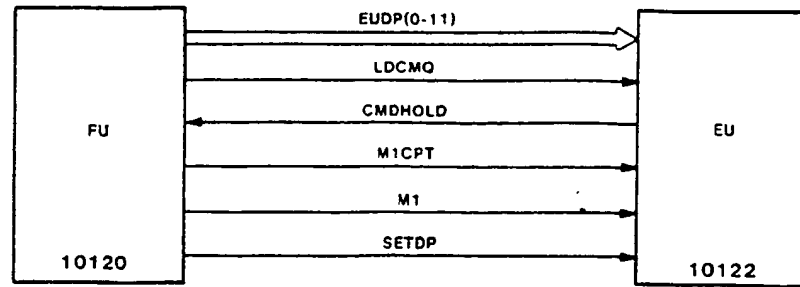 EUDP(0-11)
LDCMQ
CMDHOLD
FU
EU
M1CPT
M1
SETDP
10120
10122